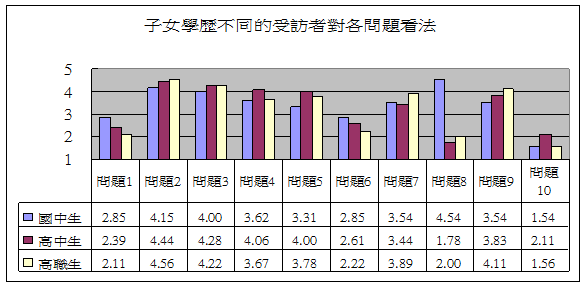 子女學歷不同的受訪者對各問題看法
5
4
3
2
1
問題1 問題2 問題3 問題4 問題5 問題6 問題7 問題8 問題9 問題10
國中生 2.85 4.15 4.00 3.62 3.31 2.85 3.54 4.54 3.54 1.54
高中生 2.39 4.44 4.28 4.06 4.00 2.61 3.44 1.78 3.83 2.11
高職生 2.11 4.56 4.22 3.67 3.78 2.22 3.89 2.00 4.11 1.56